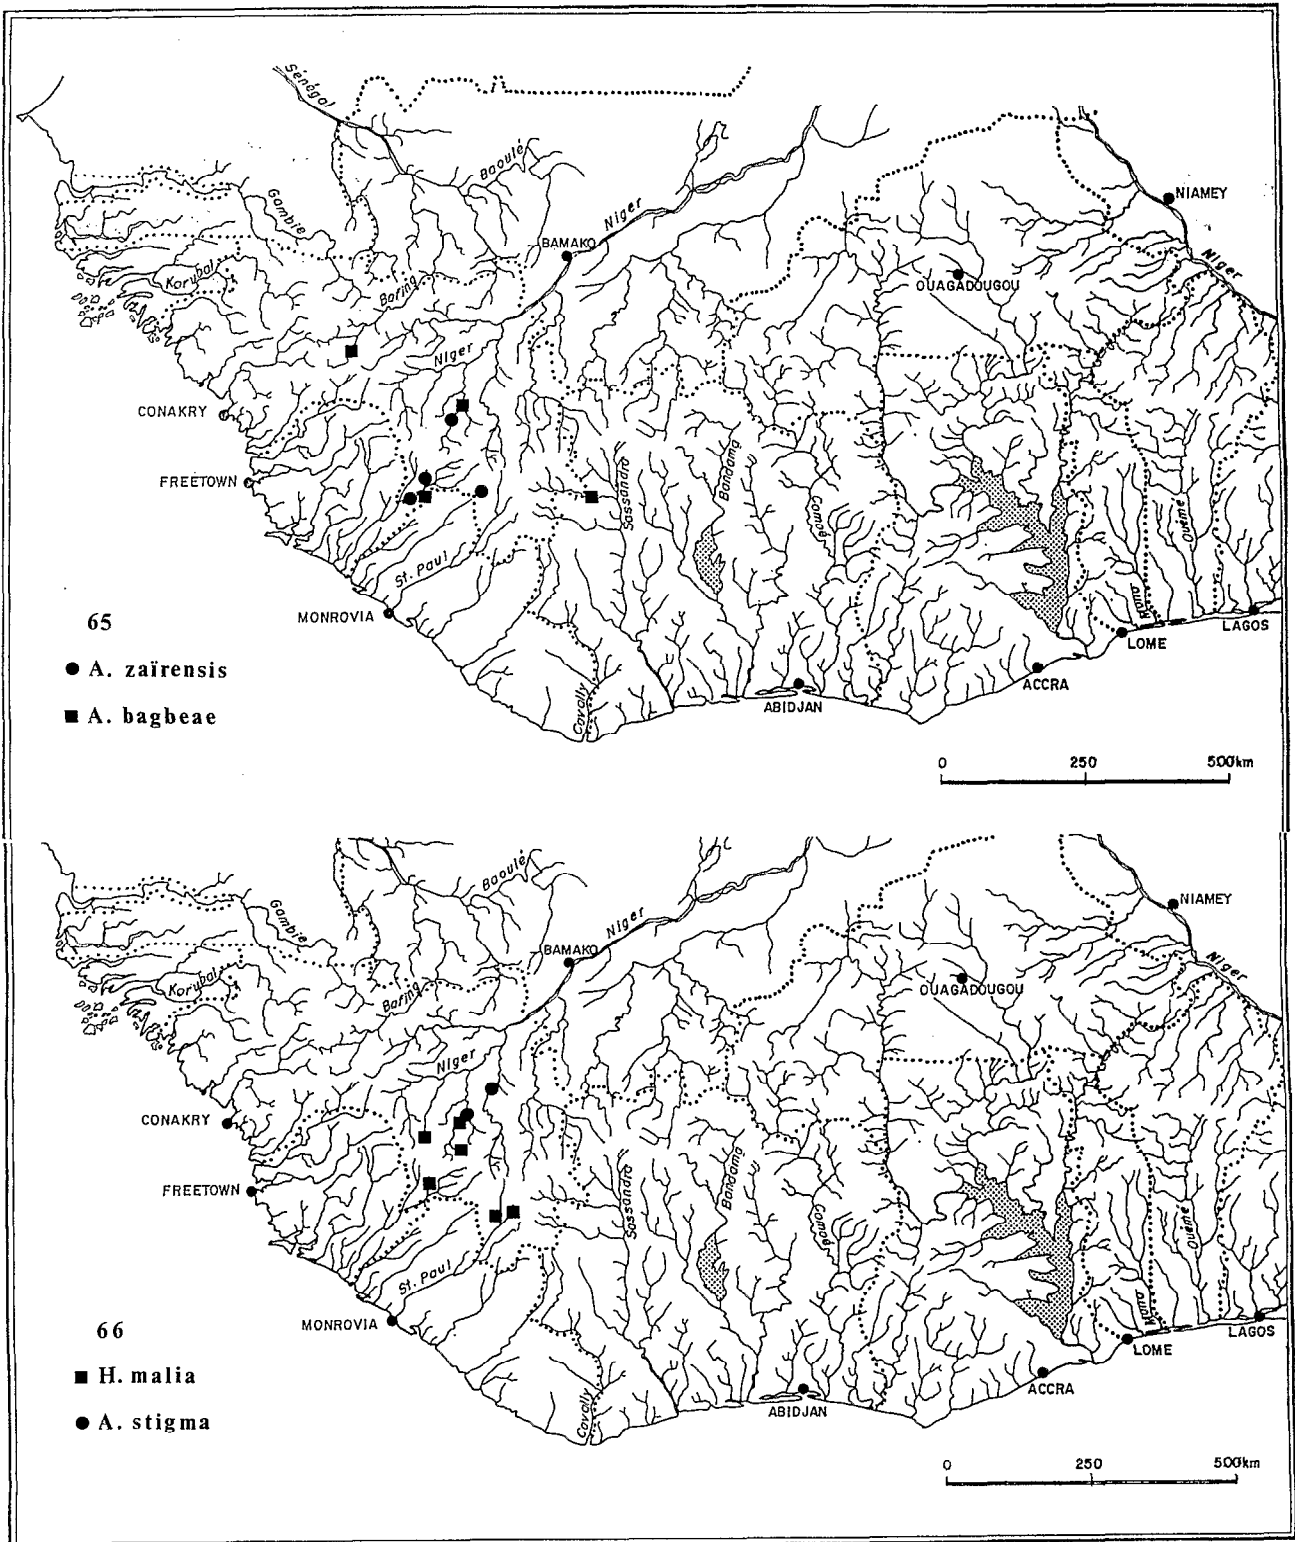 Sénégal
Baoulé
Gambie
Niger
NIAMEY
BAMAKO
Niger
Korubal
Bafing
OUAGADOUGOU
Niger
CONAKRY
FREETOWN
Sassandra
Bandama
Comoé
Ouémé
St. Paul
Mono
MONROVIA
LAGOS
LOME
ACCRA
Cavally
ABIDJAN
65
A. zaïrensis
A. bagbeae
0 250 500km
Baoulé
Gambie
Niger
NIAMEY
BAMAKO
Niger
Korubal
Bafing
OUAGADOUGOU
Niger
CONAKRY
FREETOWN
Sassandra
Bandama
Comoé
Ouémé
St. Paul
Mono
MONROVIA
LAGOS
LOME
ACCRA
Cavally
ABIDJAN
66
H. malia
A. stigma
0 250 500km